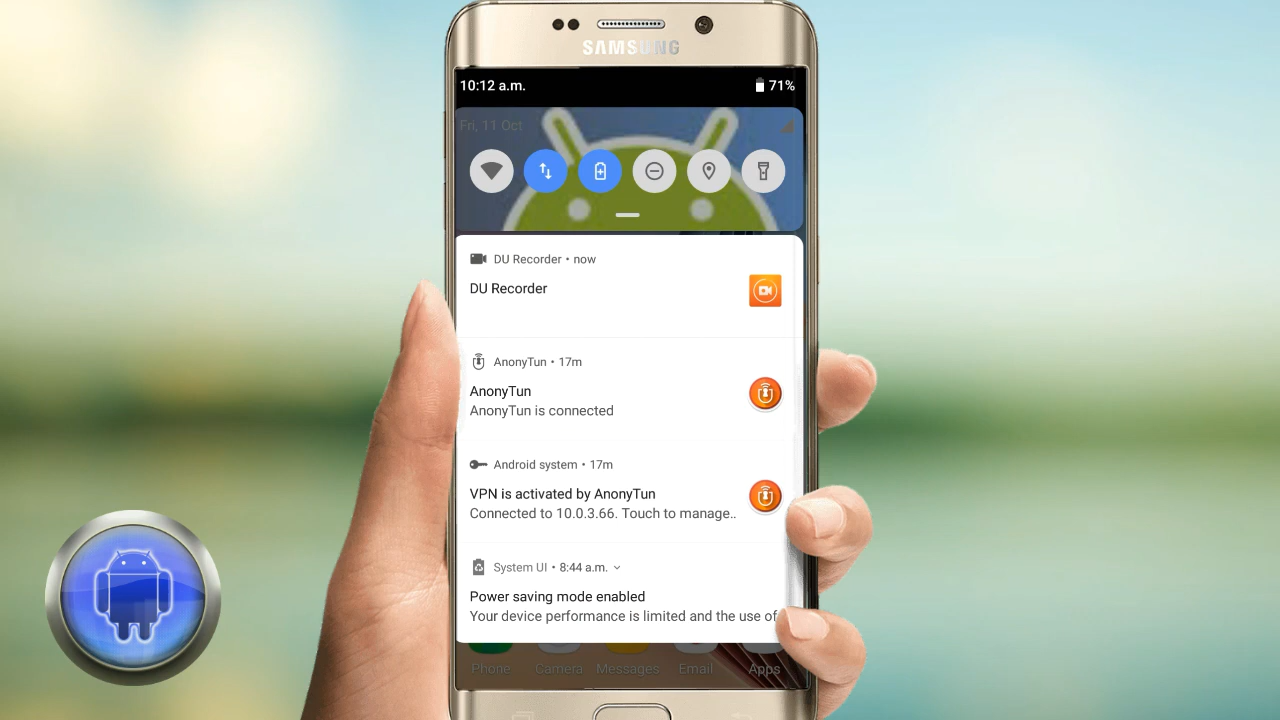 SAMSUNG
10:12 a.m.
71%
Fri, 11 Oct
DU Recorder • now
DU Recorder
AnonyTun • 17m
AnonyTun
AnonyTun is connected
Android system • 17m
VPN is activated by AnonyTun
Connected to 10.0.3.66. Touch to manage..
System UI • 8:44 a.m.
Power saving mode enabled
Your device performance is limited and the use of
Phone
Camera
Messages
Email
Apps